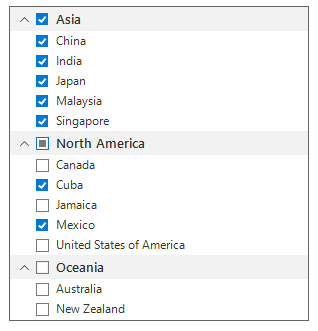 Asia
China
India
Japan
Malaysia
Singapore
North America
Canada
Cuba
Jamaica
Mexico
United States of America
Oceania
Australia
New Zealand